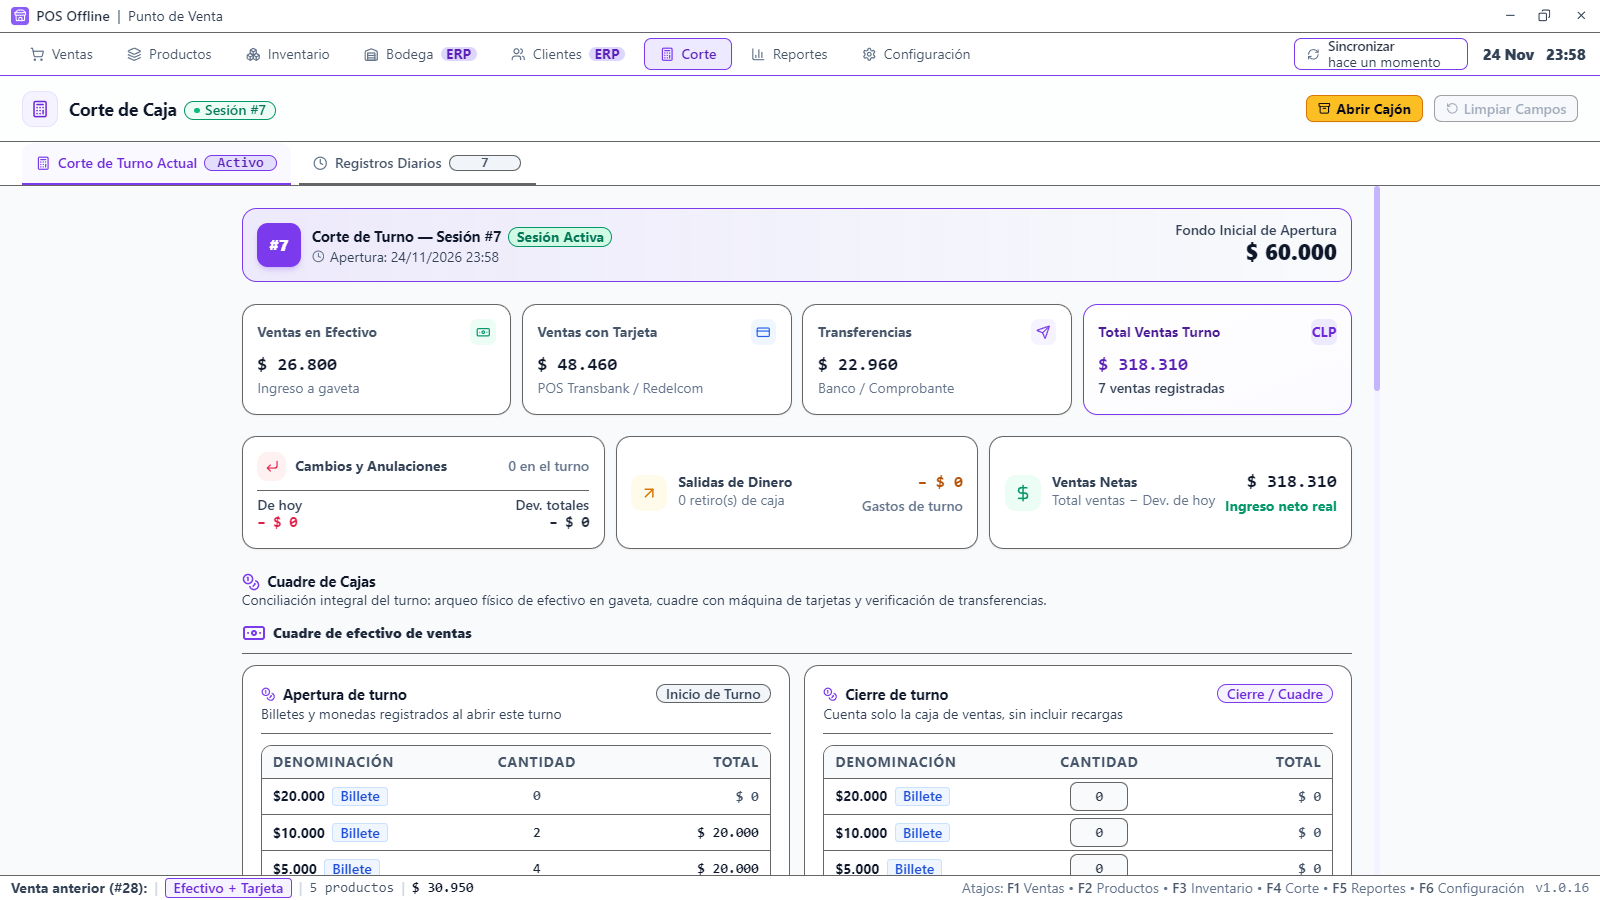 POS Offline | Punto de Venta
Ventas
Productos
Inventario
Bodega ERP
Clientes ERP
Corte
Reportes
Configuración
Sincronizar
hace un momento
24 Nov 23:58
Corte de Caja
Sesión #7
Abrir Cajón
Limpiar Campos
Corte de Turno Actual Activo
Registros Diarios 7
#7
Corte de Turno — Sesión #7 Sesión Activa
Apertura: 24/11/2026 23:58
Fondo Inicial de Apertura
$ 60.000
Ventas en Efectivo
$ 26.800
Ingreso a gaveta
Ventas con Tarjeta
$ 48.460
POS Transbank / Redelcom
Transferencias
$ 22.960
Banco / Comprobante
Total Ventas Turno CLP
$ 318.310
7 ventas registradas
Cambios y Anulaciones 0 en el turno
De hoy Dev. totales
- $ 0 - $ 0
Salidas de Dinero - $ 0
0 retiro(s) de caja Gastos de turno
Ventas Netas $ 318.310
Total ventas − Dev. de hoy Ingreso neto real
Cuadre de Cajas
Conciliación integral del turno: arqueo físico de efectivo en gaveta, cuadre con máquina de tarjetas y verificación de transferencias.
Cuadre de efectivo de ventas
Apertura de turno Inicio de Turno
Billetes y monedas registrados al abrir este turno
DENOMINACIÓN CANTIDAD TOTAL
$20.000 Billete 0 $ 0
$10.000 Billete 2 $ 20.000
$5.000 Billete 4 $ 20.000
Cierre de turno Cierre / Cuadre
Cuenta solo la caja de ventas, sin incluir recargas
DENOMINACIÓN CANTIDAD TOTAL
$20.000 Billete 0 $ 0
$10.000 Billete 0 $ 0
$5.000 Billete 0 $ 0
Venta anterior (#28): | Efectivo + Tarjeta | 5 productos | $ 30.950
Atajos: F1 Ventas • F2 Productos • F3 Inventario • F4 Corte • F5 Reportes • F6 Configuración v1.0.16